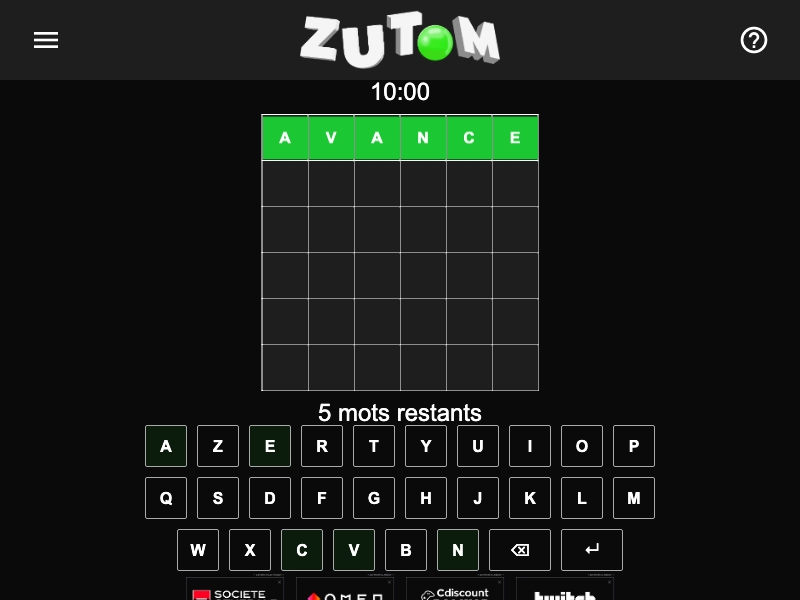 ZUTOM
10:00
A V A N C E
5 mots restants
A Z E R T Y U I O P
Q S D F G H J K L M
W X C V B N
SOCIETE OMEN Cdiscount twitch